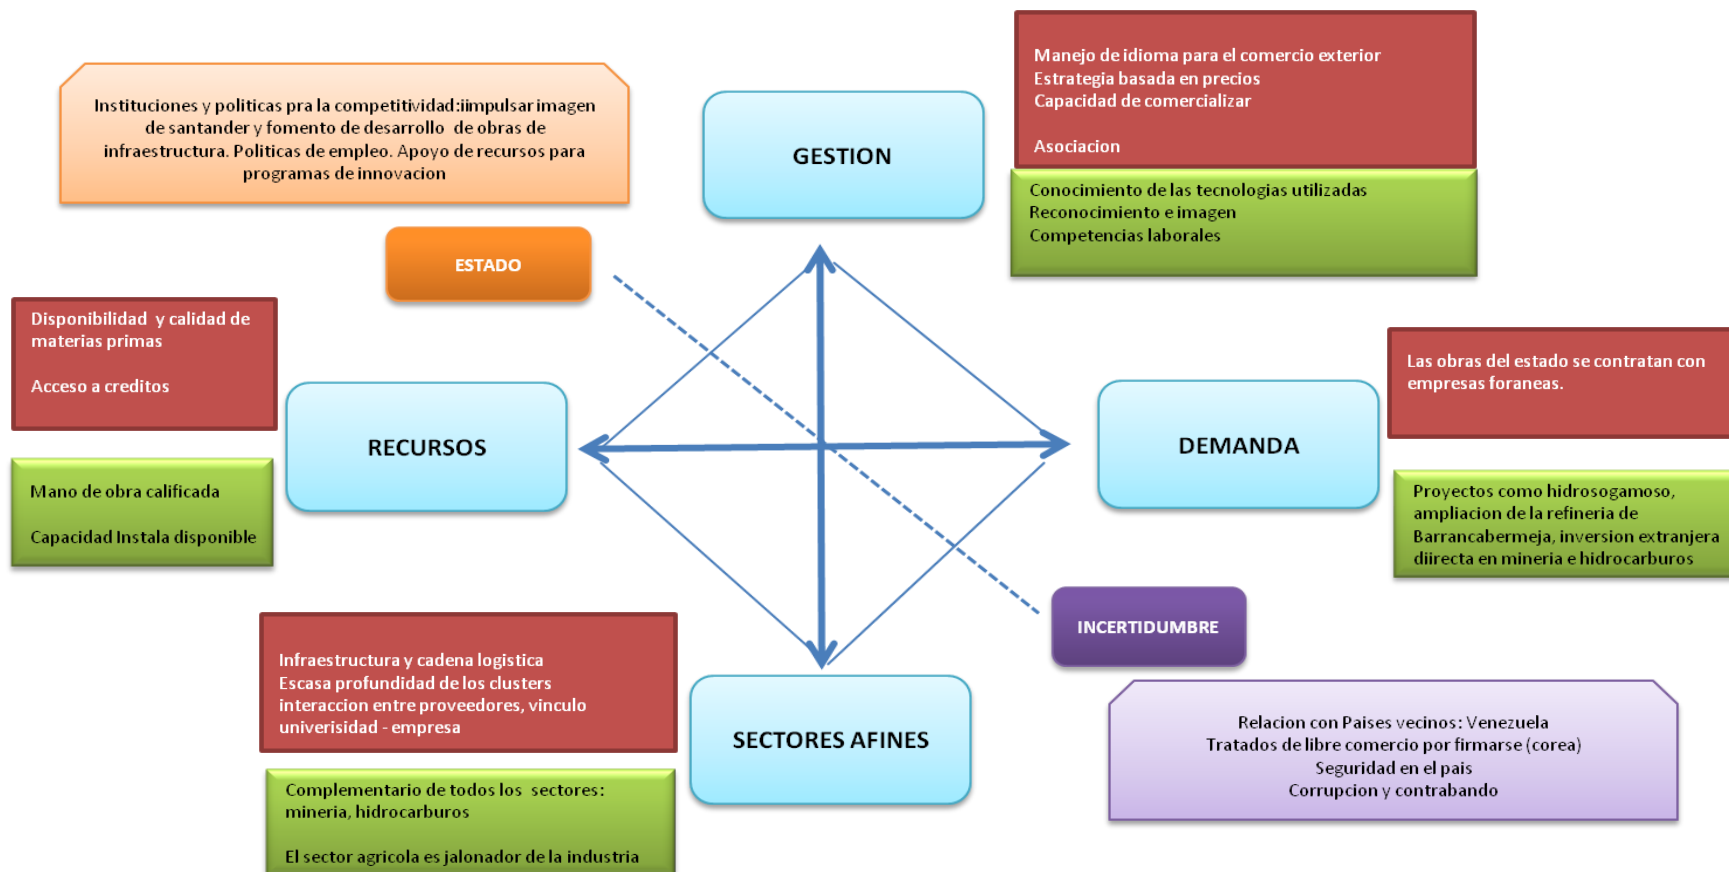 Manejo de idioma para el comercio exterior
Estrategia basada en precios
Capacidad de comercializar
Asociacion
Instituciones y politicas pra la competitividad:iimpulsar imagen
de santander y fomento de desarrollo de obras de
infraestructura. Politicas de empleo. Apoyo de recursos para
programas de innovacion
GESTION
Conocimiento de las tecnologias utilizadas
Reconocimiento e imagen
Competencias laborales
ESTADO
Disponibilidad y calidad de
materias primas
Acceso a creditos
Las obras del estado se contratan con
empresas foraneas.
RECURSOS
DEMANDA
Mano de obra calificada
Capacidad Instala disponible
Proyectos como hidrosogamoso,
ampliacion de la refineria de
Barrancabermeja, inversion extranjera
diirecta en mineria e hidrocarburos
INCERTIDUMBRE
Infraestructura y cadena logistica
Escasa profundidad de los clusters
interaccion entre proveedores, vinculo
univerisidad - empresa
SECTORES AFINES
Relacion con Paises vecinos: Venezuela
Tratados de libre comercio por firmarse (corea)
Seguridad en el pais
Corrupcion y contrabando
Complementario de todos los sectores:
mineria, hidrocarburos
El sector agricola es jalonador de la industria